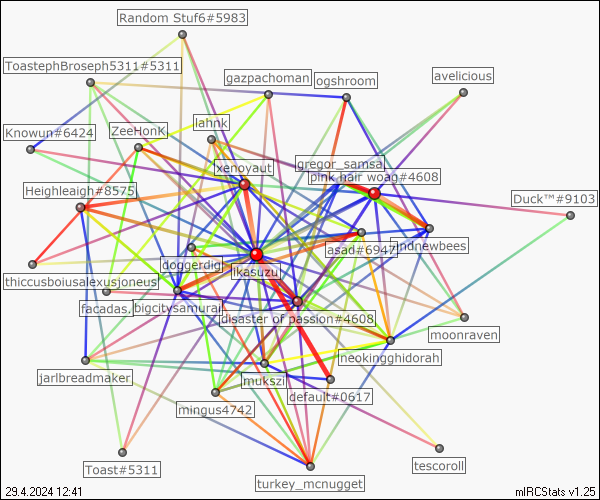 Random Stuf6#5983
ToastephBroseph5311#5311
gazpachoman
ogshroom
avelicious
Knowun#6424
ZeeHonK
lahnk
xenoyaut
gregor_samsa
pink hair woag#4608
Heighleaigh#8575
Duck™#9103
asad#6947
findnewbees
doggerdigi
ikasuzu
thiccusboiusalexusjoneus
facadas.
bigcitysamurai
disaster of passion#4608
moonraven
neokingghidorah
jarlbreadmaker
mukszi
default#0617
mingus4742
Toast#5311
tescoroll
turkey_mcnugget
29.4.2024 12:41
mIRCStats v1.25